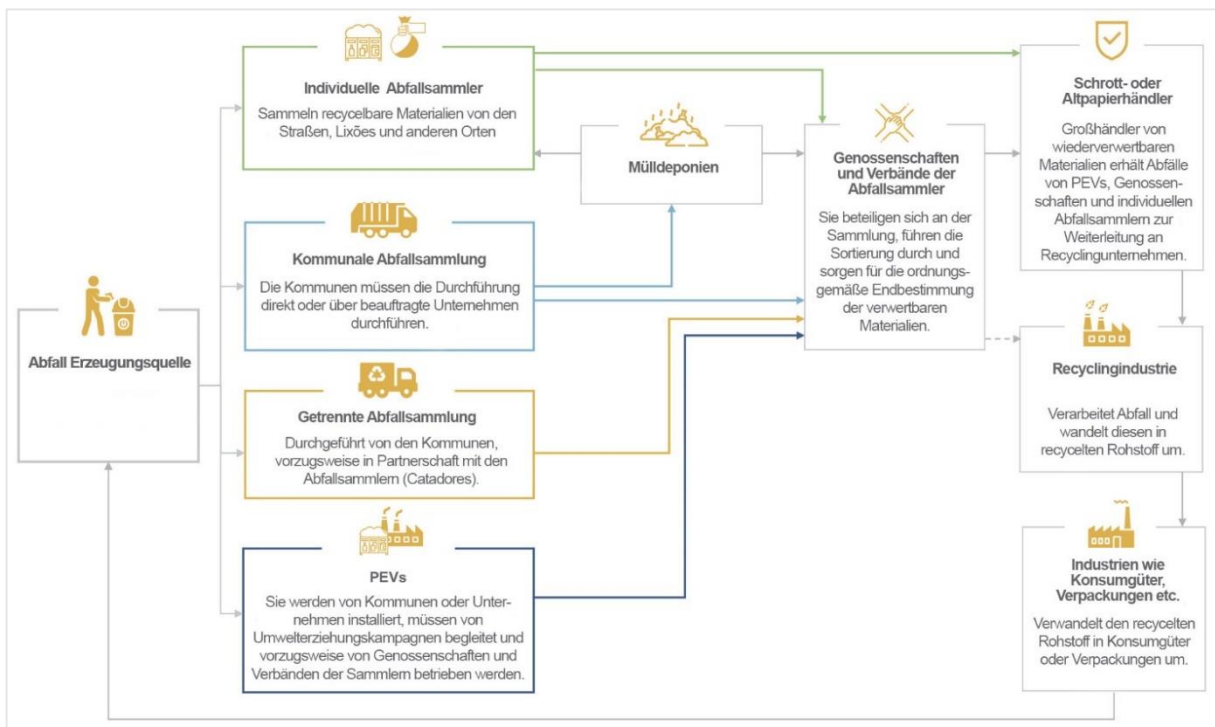 Individuelle Abfallsammler
Sammeln recycelbare Materialien von den
Straßen, Lixões und anderen Orten
Mülldeponien
Genossenschaften
und Verbände der
Abfallsammler
Sie beteiligen sich an der
Sammlung, führen die
Sortierung durch und
sorgen für die ordnungs-
gemäße Endbestimmung
der verwertbaren
Materialien.
Schrott- oder
Altpapierhändler
Großhändler von
wiederverwertbaren
Materialien erhält Abfälle
von PEVs, Genossen-
schaften und individuellen
Abfallsammlern zur
Weiterleitung an
Recyclingunternehmen.
Kommunale Abfallsammlung
Die Kommunen müssen die Durchführung
direkt oder über beauftragte Unternehmen
durchführen.
Abfall Erzeugungsquelle
Recyclingindustrie
Verarbeitet Abfall und
wandelt diesen in
recycelten Rohstoff um.
Getrennte Abfallsammlung
Durchgeführt von den Kommunen,
vorzugsweise in Partnerschaft mit den
Abfallsammlern (Catadores).
PEVs
Sie werden von Kommunen oder Unter-
nehmen installiert, müssen von
Umwelterziehungskampagnen begleitet und
vorzugsweise von Genossenschaften und
Verbänden der Sammlern betrieben werden.
Industrien wie
Konsumgüter,
Verpackungen etc.
Verwandelt den recycelten
Rohstoff in Konsumgüter
oder Verpackungen um.